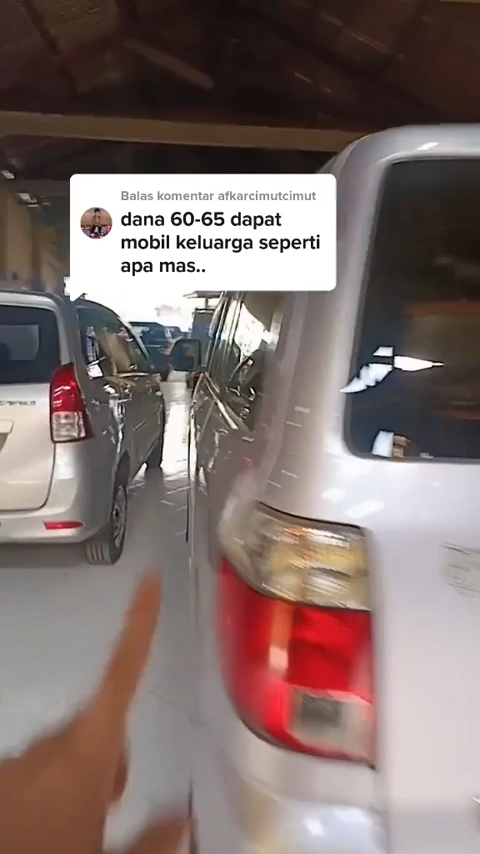 Balas komentar afkarcimutcimut
dana 60-65 dapat
mobil keluarga seperti
apa mas..